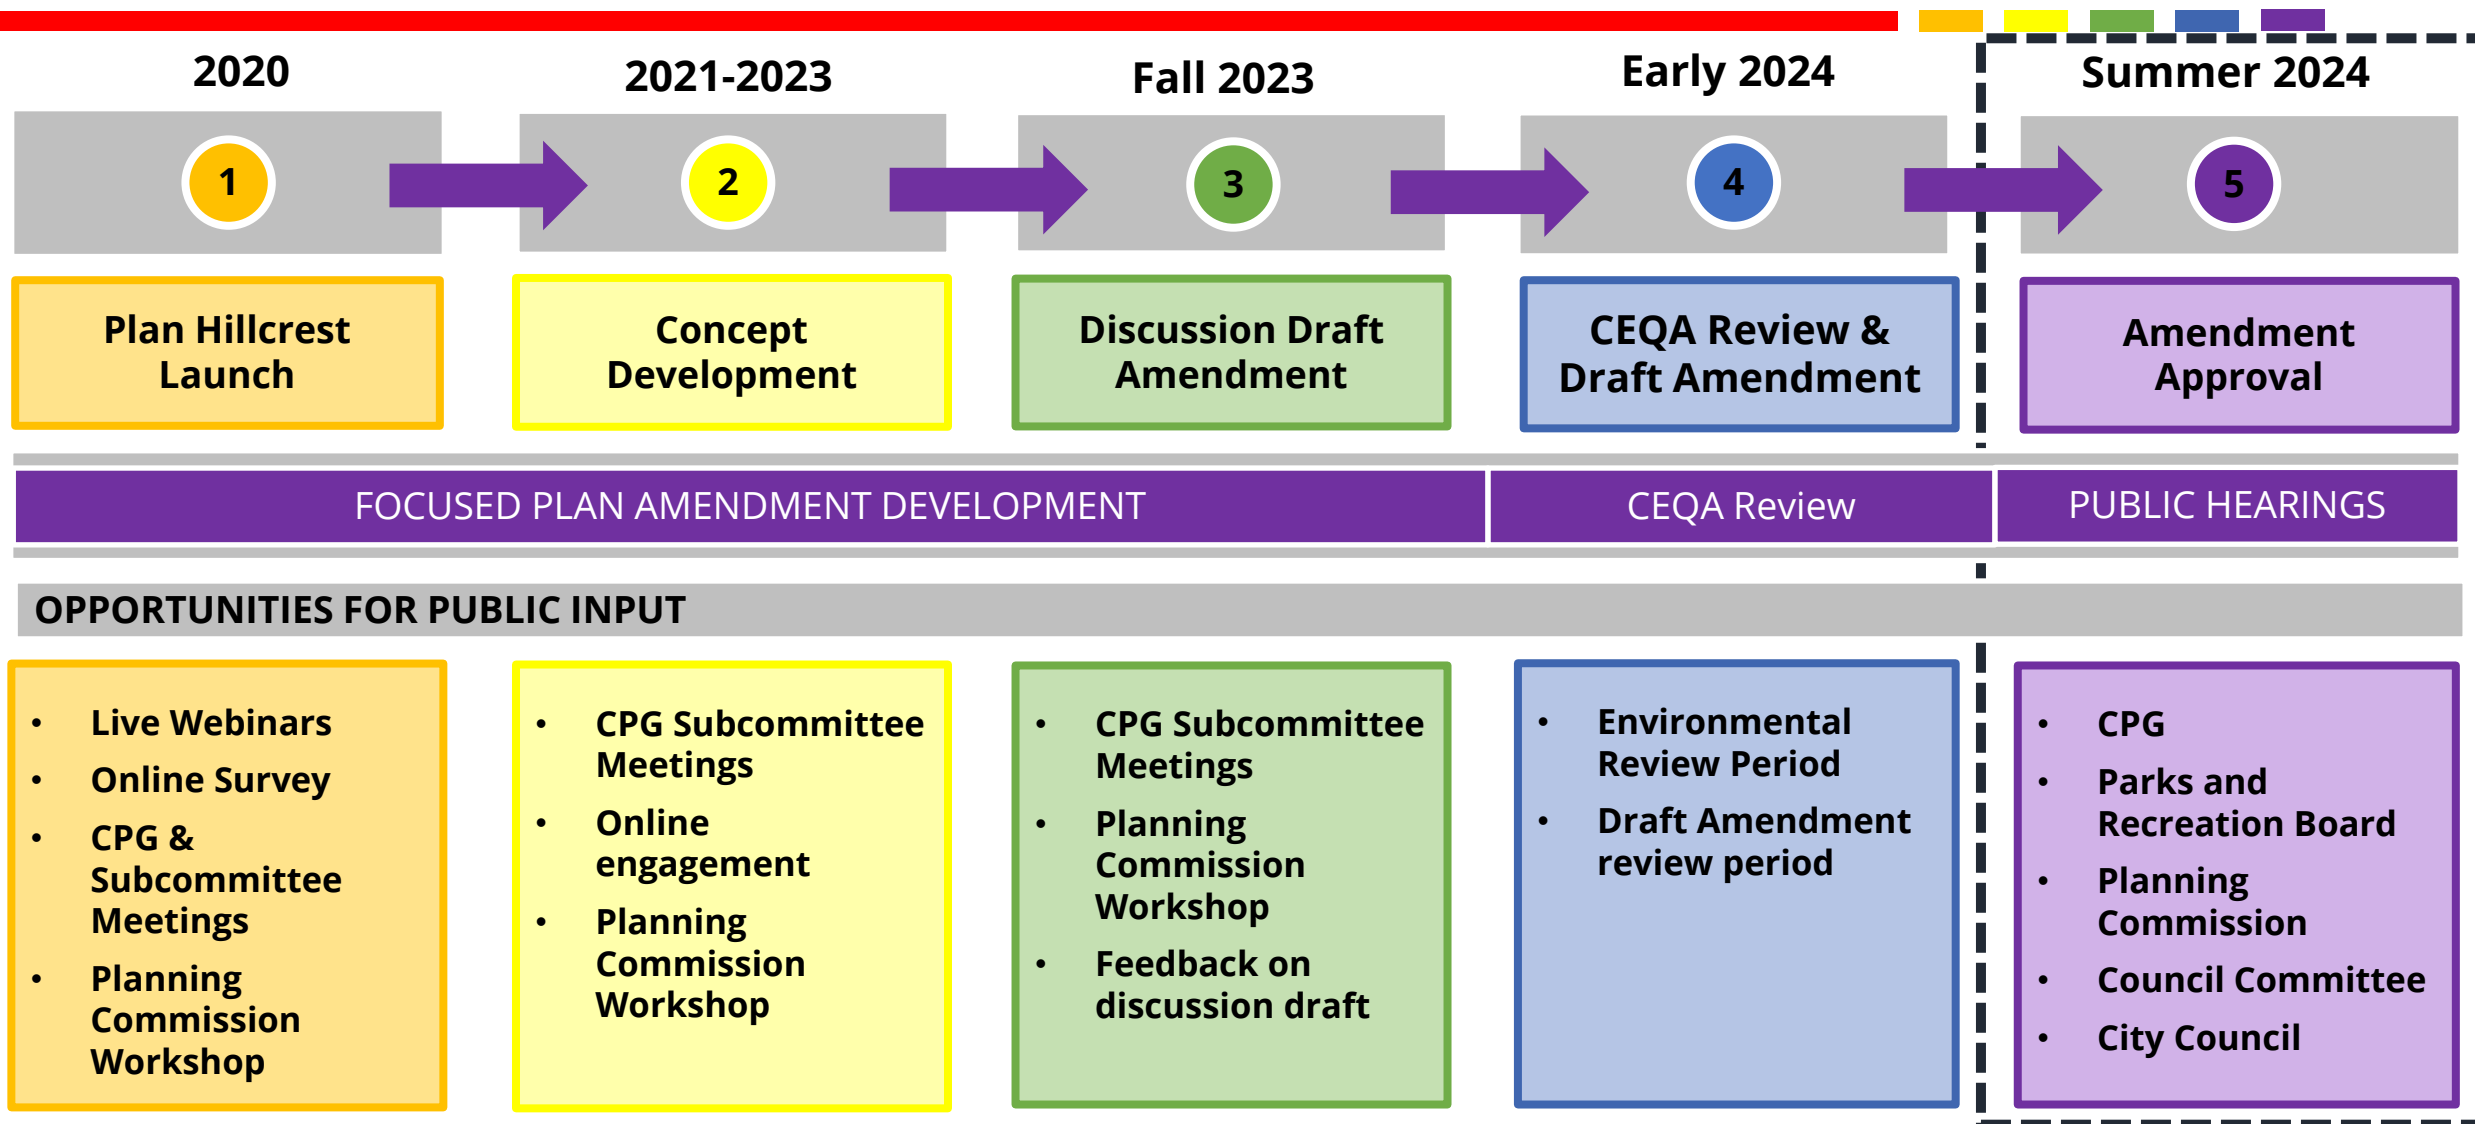 2020
2021-2023
Fall 2023
Early 2024
Summer 2024
1
2
3
4
5
Plan Hillcrest
Launch
Concept
Development
Discussion Draft
Amendment
CEQA Review &
Draft Amendment
Amendment
Approval
FOCUSED PLAN AMENDMENT DEVELOPMENT
CEQA Review
PUBLIC HEARINGS
OPPORTUNITIES FOR PUBLIC INPUT
• Live Webinars
• Online Survey
• CPG &
Subcommittee
Meetings
• Planning
Commission
Workshop
• CPG Subcommittee
Meetings
• Online
engagement
• Planning
Commission
Workshop
• CPG Subcommittee
Meetings
• Planning
Commission
Workshop
• Feedback on
discussion draft
• Environmental
Review Period
• Draft Amendment
review period
• CPG
• Parks and
Recreation Board
• Planning
Commission
• Council Committee
• City Council